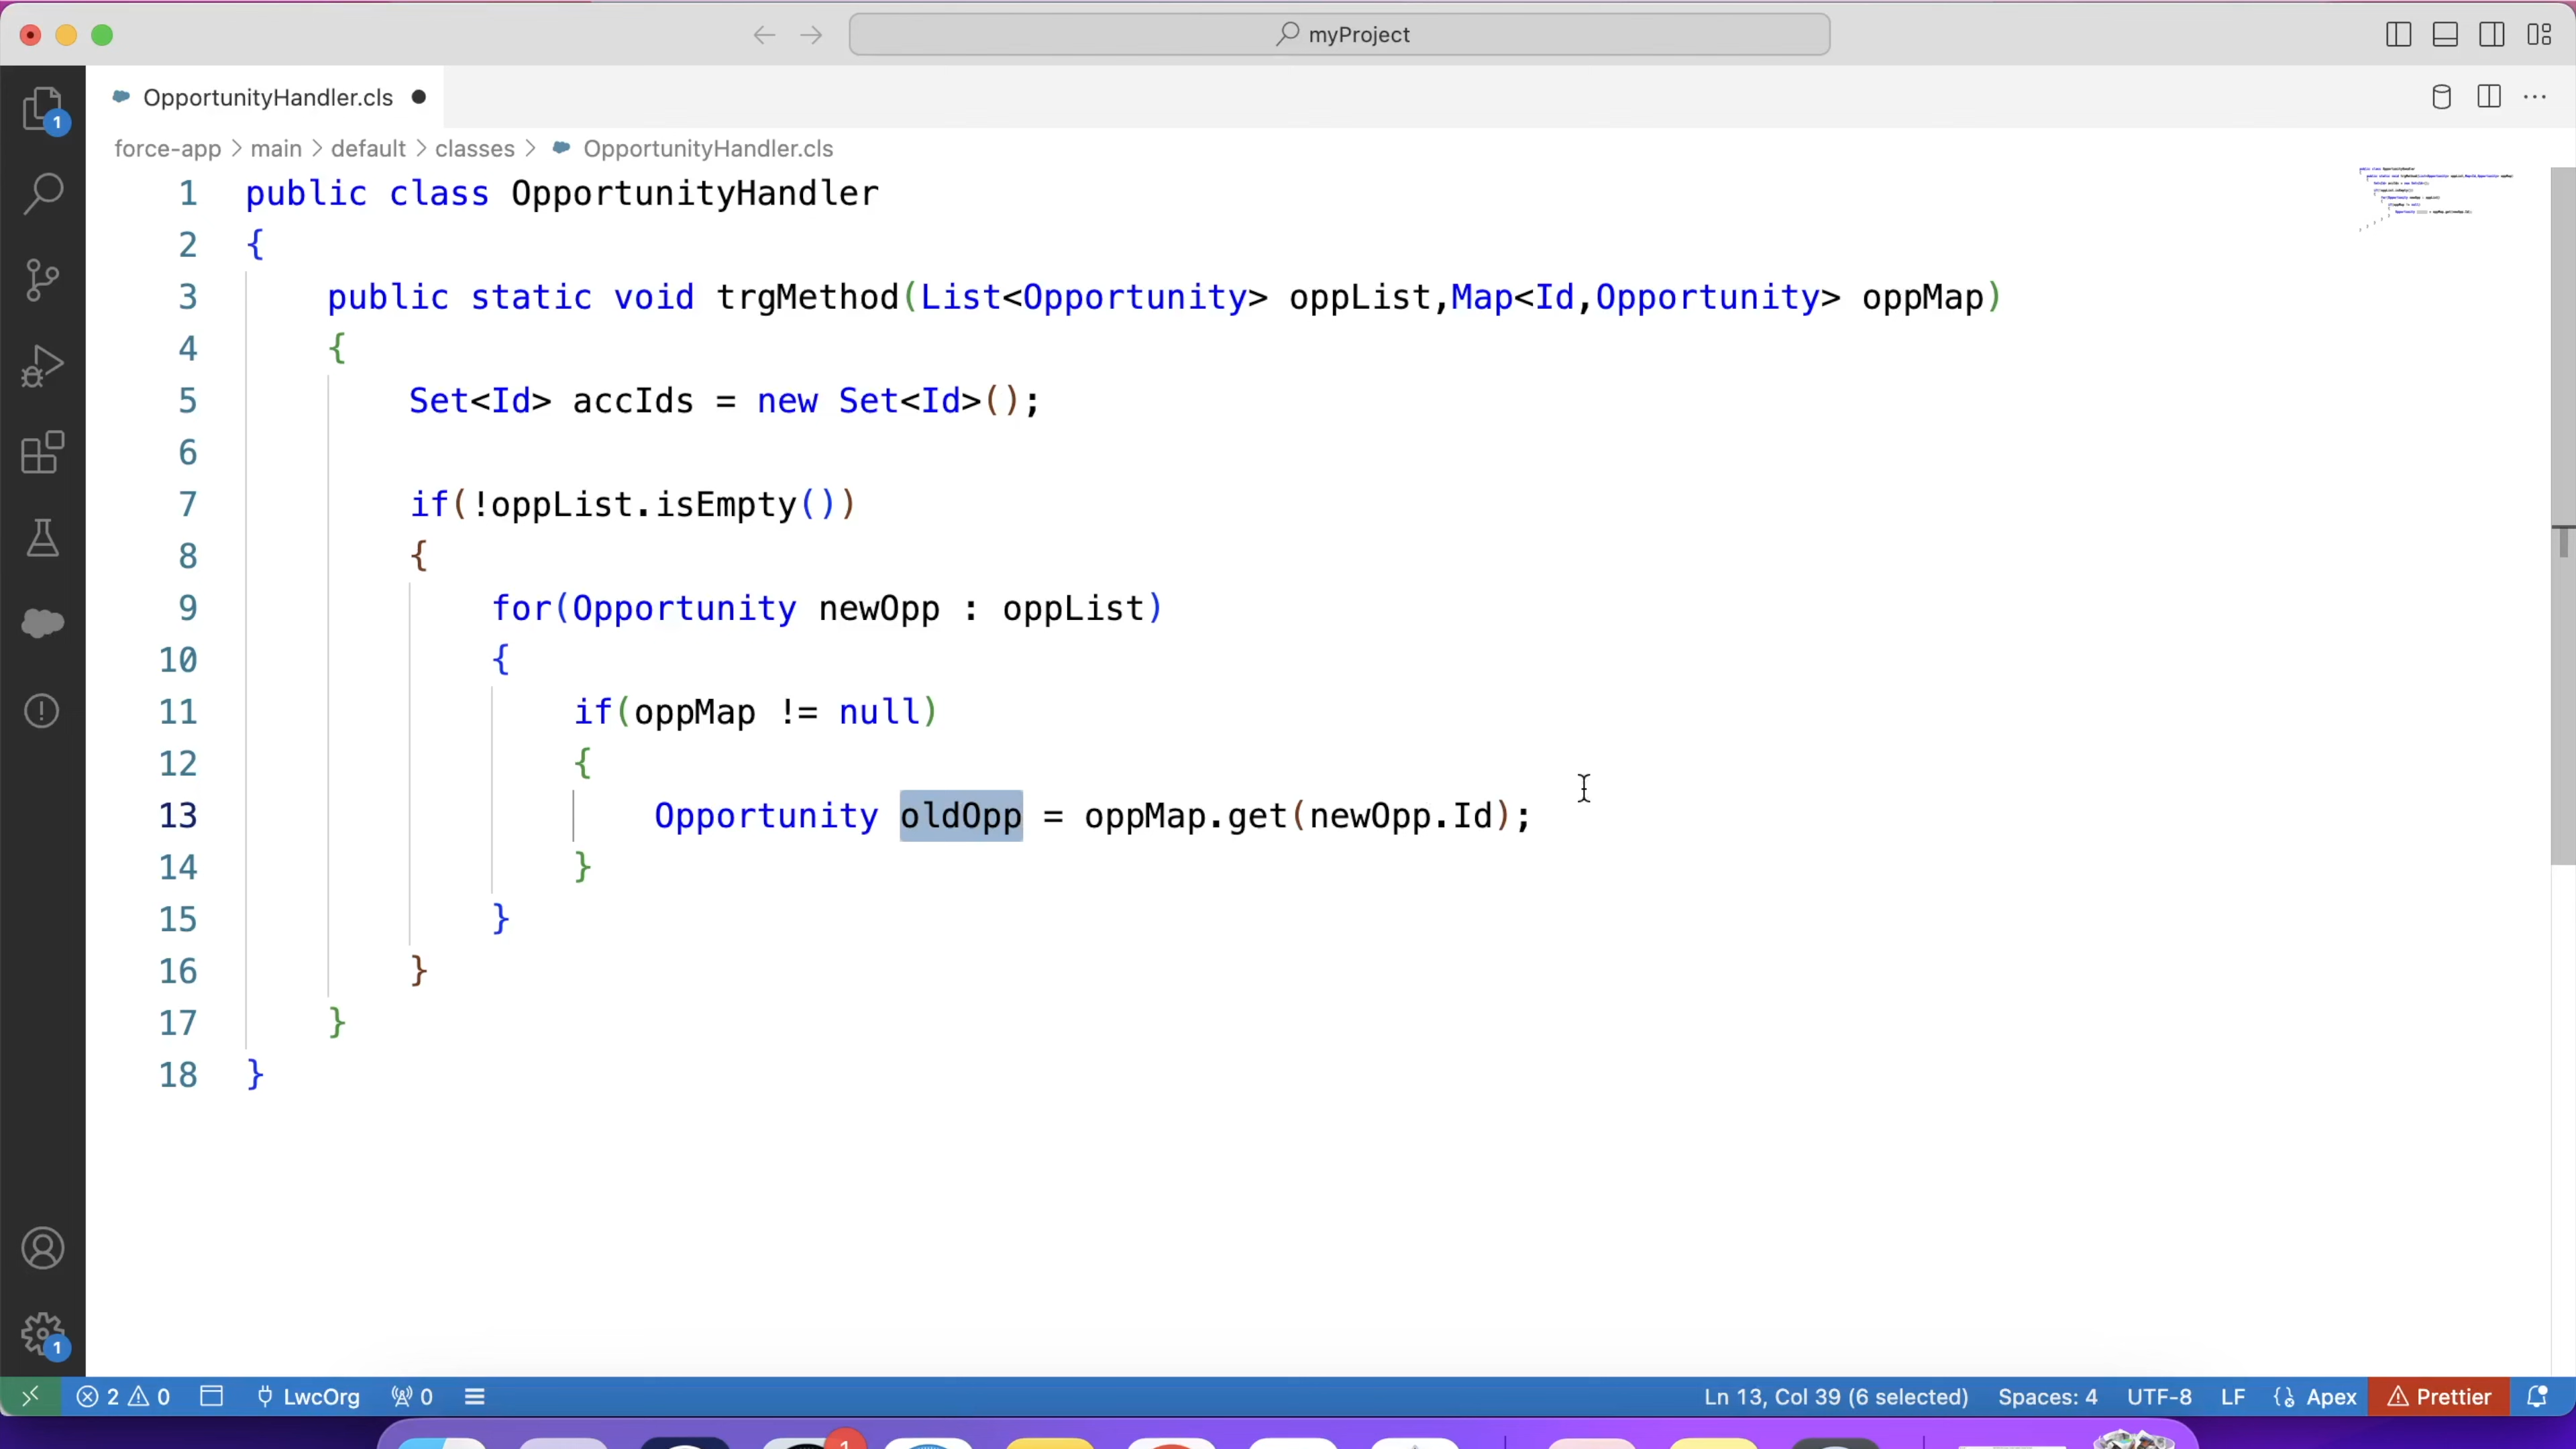 myProject
OpportunityHandler.cls
force-app > main > default > classes > OpportunityHandler.cls
1 public class OpportunityHandler
2 {
3 public static void trgMethod(List<Opportunity> oppList,Map<Id,Opportunity> oppMap)
4 {
5 Set<Id> accIds = new Set<Id>();
6
7 if(!oppList.isEmpty())
8 {
9 for(Opportunity newOpp : oppList)
10 {
11 if(oppMap != null)
12 {
13 Opportunity oldOpp = oppMap.get(newOpp.Id);
14 }
15 }
16 }
17 }
18 }
1
1
2 0 LwcOrg 0 Ln 13, Col 39 (6 selected) Spaces: 4 UTF-8 LF Apex Prettier
1